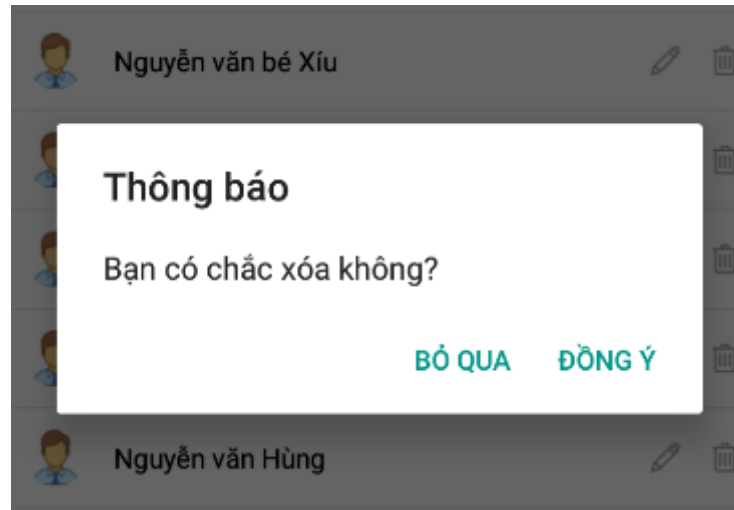 Nguyễn văn bé Xíu
Thông báo
Bạn có chắc xóa không?
BỎ QUA ĐỒNG Ý
Nguyễn văn Hùng